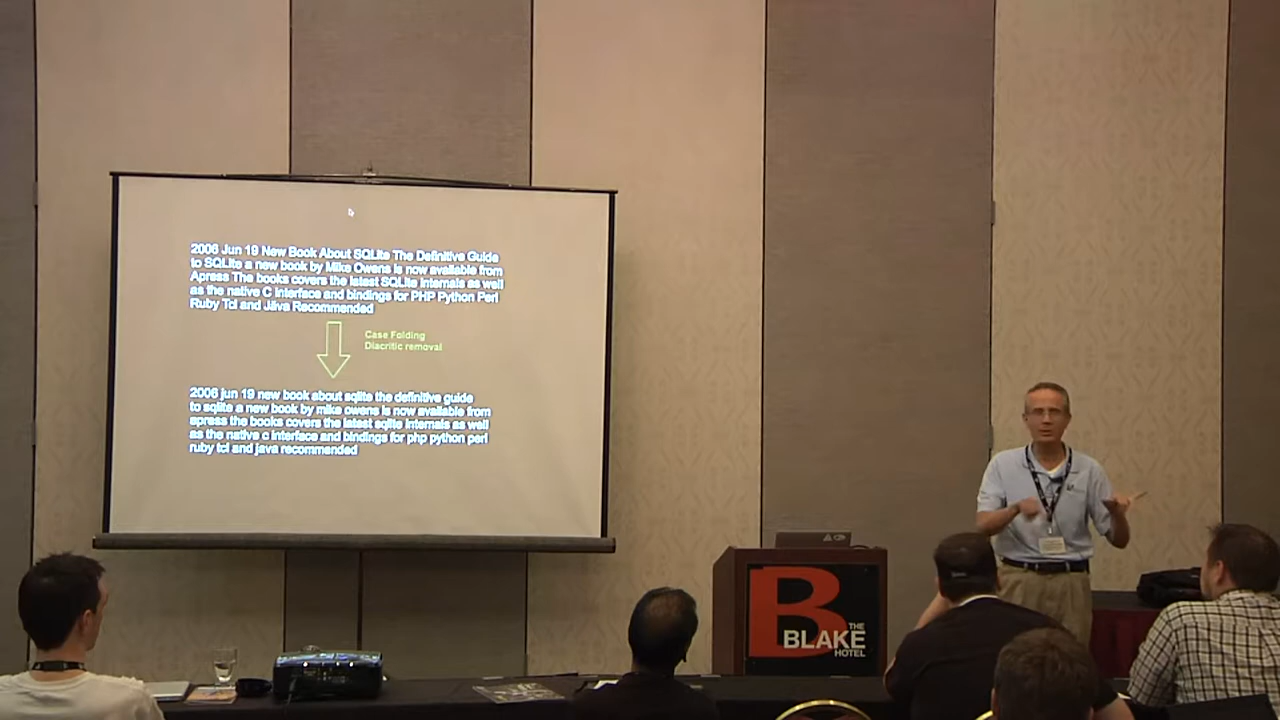 2006 Jun 19 New Book About SQLite The Definitive Guide
to SQLite a new book by Mike Owens is now available from
Apress The books covers the latest SQLite internals as well
as the native C interface and bindings for PHP Python Perl
Ruby Tcl and Jäva Recommended
Case Folding
Diacritic removal
2006 jun 19 new book about sqlite the definitive guide
to sqlite a new book by mike owens is now available from
apress the books covers the latest sqlite internals as well
as the native c interface and bindings for php python perl
ruby tcl and java recommended
B
THE
BLAKE
HOTEL